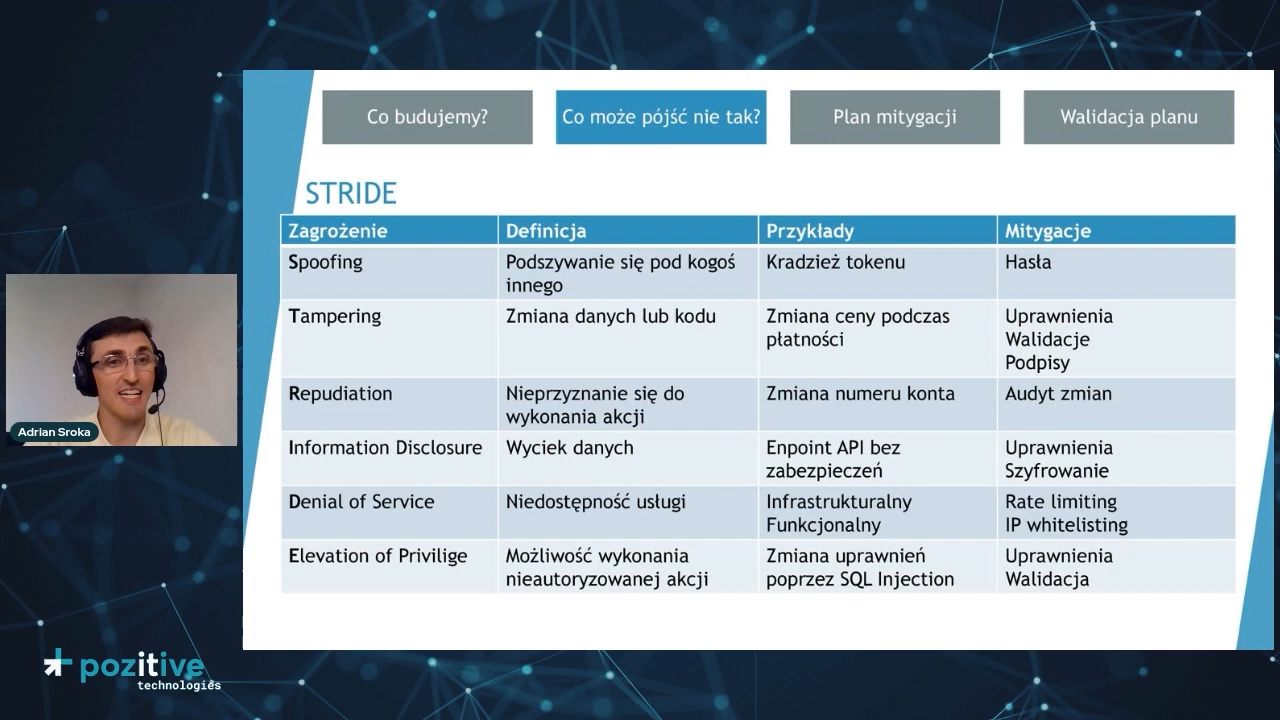 Co budujemy?
Co może pójść nie tak?
Plan mitygacji
Walidacja planu
STRIDE
Zagrożenie
Definicja
Przykłady
Mitygacje
Spoofing
Podszywanie się pod kogoś
innego
Kradzież tokenu
Hasła
Tampering
Zmiana danych lub kodu
Zmiana ceny podczas
płatności
Uprawnienia
Walidacje
Podpisy
Repudiation
Nieprzyznanie się do
wykonania akcji
Zmiana numeru konta
Audyt zmian
Information Disclosure
Wyciek danych
Enpoint API bez
zabezpieczeń
Uprawnienia
Szyfrowanie
Denial of Service
Niedostępność usługi
Infrastrukturalny
Funkcjonalny
Rate limiting
IP whitelisting
Elevation of Privilige
Możliwość wykonania
nieautoryzowanej akcji
Zmiana uprawnień
poprzez SQL Injection
Uprawnienia
Walidacja
Adrian Sroka
pozitive
technologies